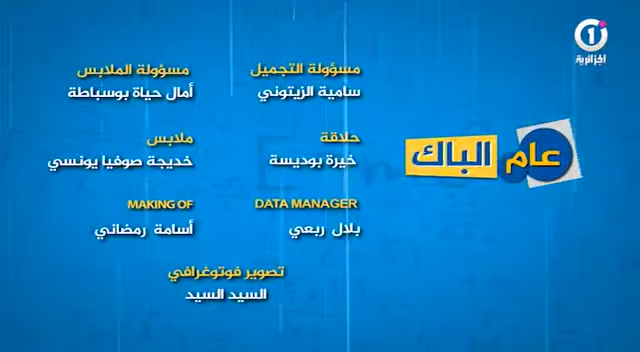 1
الجزائرية
عام الباك
مسؤولة التجميل
سامية الزيتوني
مسؤولة الملابس
أمال حياة بوسباطة
حلاقة
خيرة بوديسة
ملابس
خديجة صوفيا يونسي
DATA MANAGER
بلال ربعي
MAKING OF
أسامة رمضاني
تصوير فوتوغرافي
السيد السيد